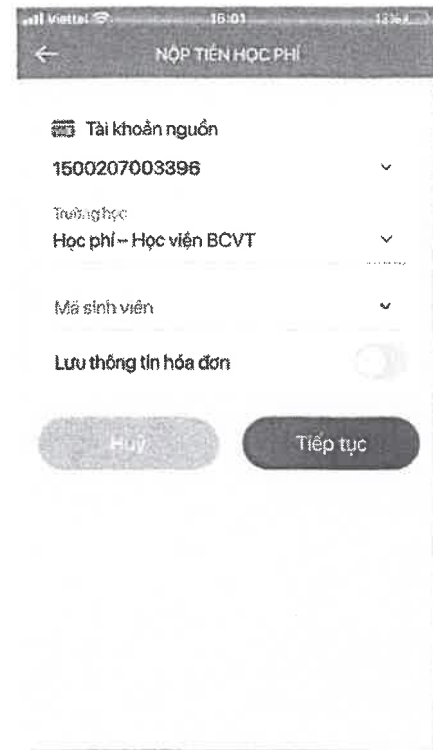 Viettel 16:01
NỘP TIỀN HỌC PHÍ
Tài khoản nguồn
1500207003396
Trường học
Học phí – Học viện BCVT
Mã sinh viên
Lưu thông tin hóa đơn
Huỷ Tiếp tục